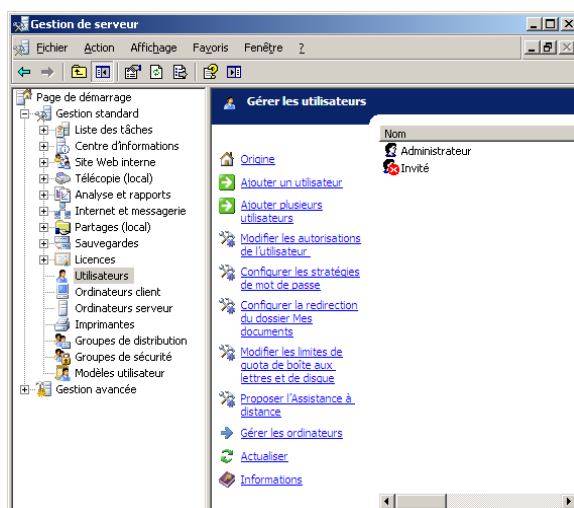 Gestion de serveur
Fichier Action Affichage Favoris Fenêtre ?
Page de démarrage
Gestion standard
Liste des tâches
Centre d'informations
Site Web interne
Télécopie (local)
Analyse et rapports
Internet et messagerie
Partages (local)
Sauvegardes
Licences
Utilisateurs
Ordinateurs client
Ordinateurs serveur
Imprimantes
Groupes de distribution
Groupes de sécurité
Modèles utilisateur
Gestion avancée
Gérer les utilisateurs
Origine
Ajouter un utilisateur
Ajouter plusieurs
utilisateurs
Modifier les autorisations
de l'utilisateur
Configurer les stratégies
de mot de passe
Configurer la redirection
du dossier Mes
documents
Modifier les limites de
quota de boîte aux
lettres et de disque
Proposer l'Assistance à
distance
Gérer les ordinateurs
Actualiser
Informations
Nom
Administrateur
Invité